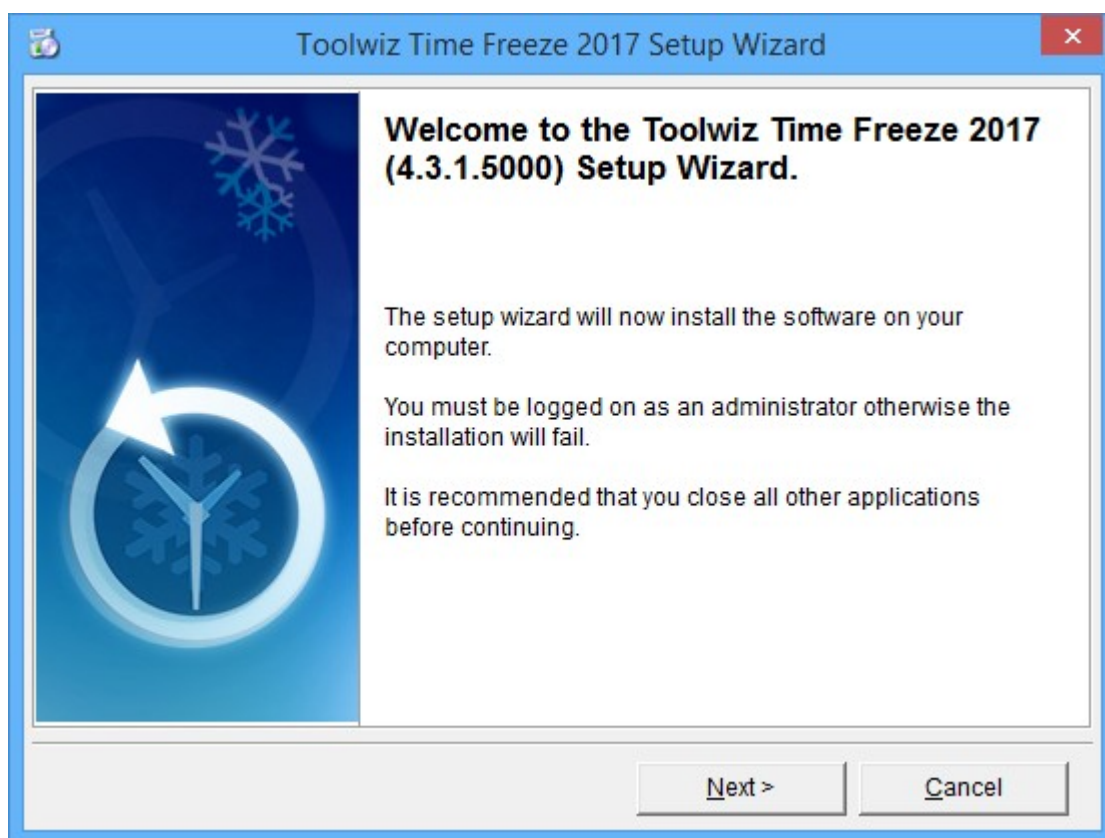 Toolwiz Time Freeze 2017 Setup Wizard
Welcome to the Toolwiz Time Freeze 2017
(4.3.1.5000) Setup Wizard.
The setup wizard will now install the software on your
computer.
You must be logged on as an administrator otherwise the
installation will fail.
It is recommended that you close all other applications
before continuing.
Next >
Cancel